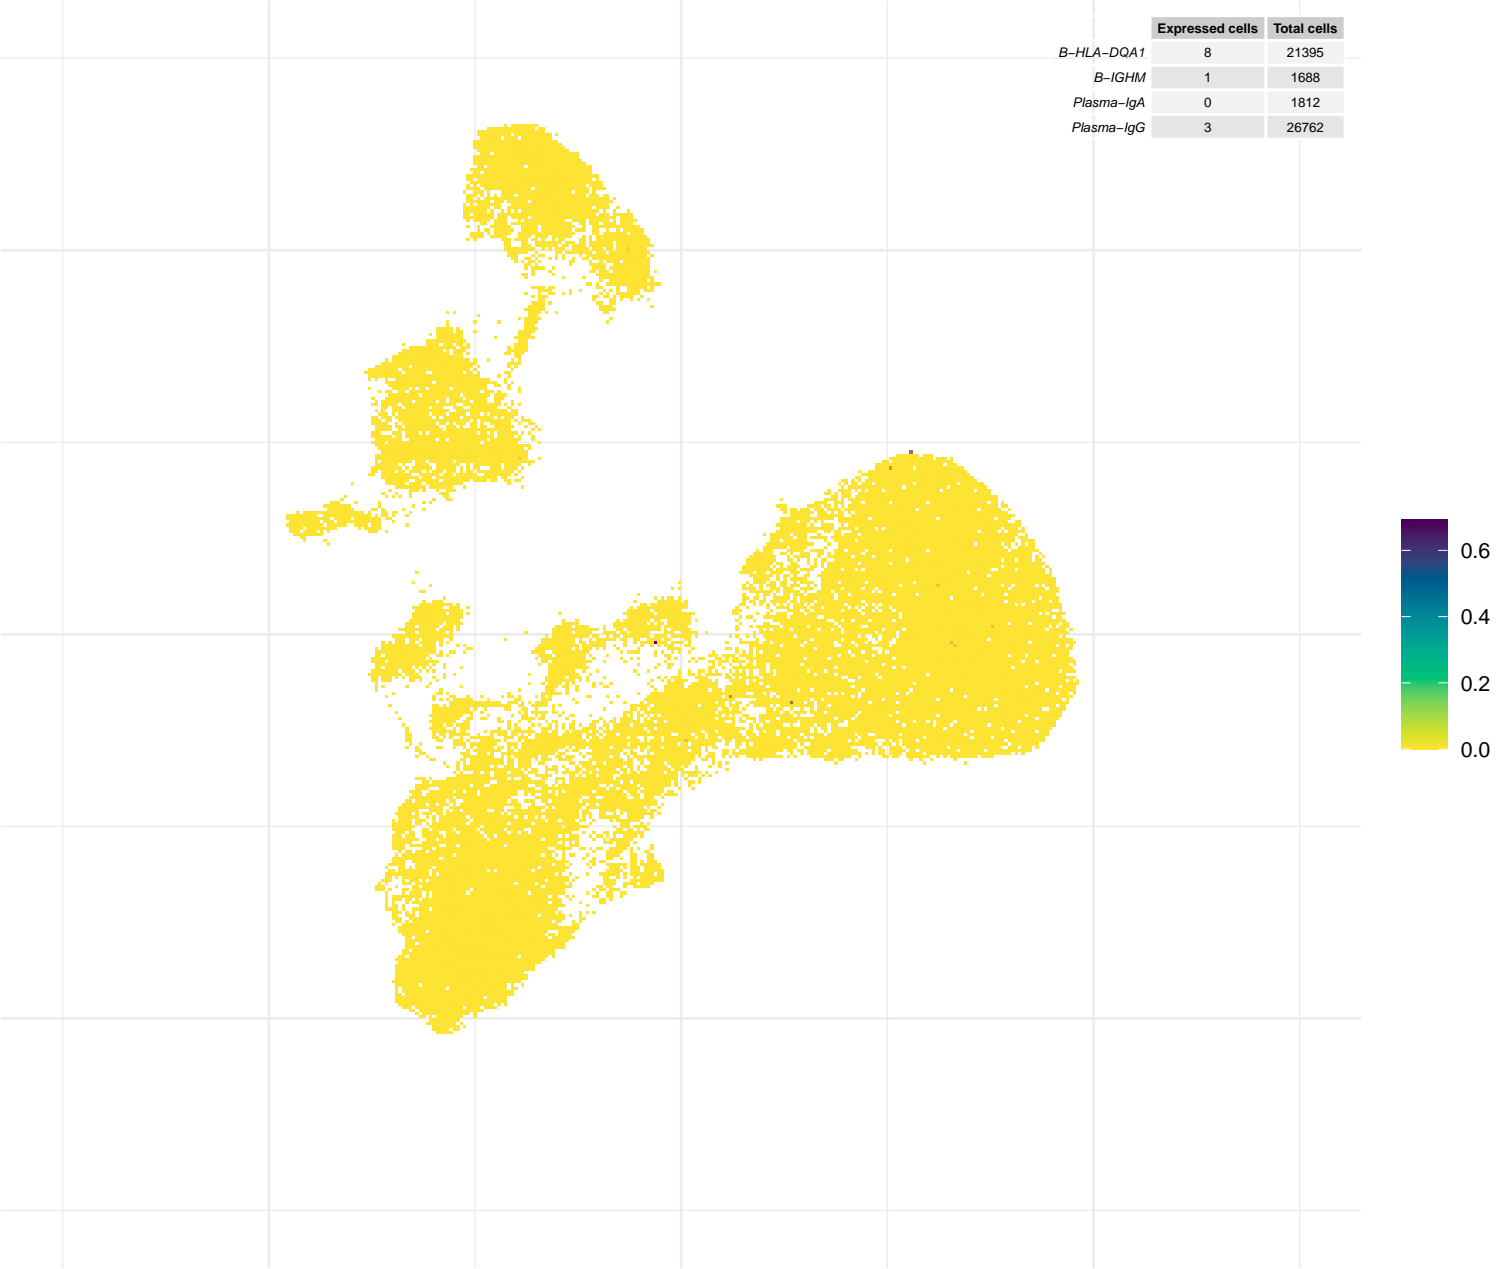 Expressed cells Total cells
B−HLA−DQA1 8 21395
B−IGHM 1 1688
Plasma−IgA 0 1812
Plasma−IgG 3 26762
0.6
0.4
0.2
0.0